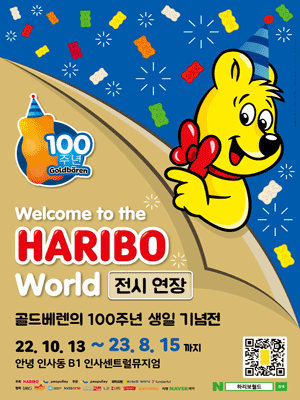 100
주년
Goldbären
Welcome to the
HARIBO
World 전시 연장
골드베렌의 100주년 생일 기념전
22. 10. 13 ~ 23. 8. 15 까지
안녕 인사동 B1 인사센트럴뮤지엄
N 하리보월드